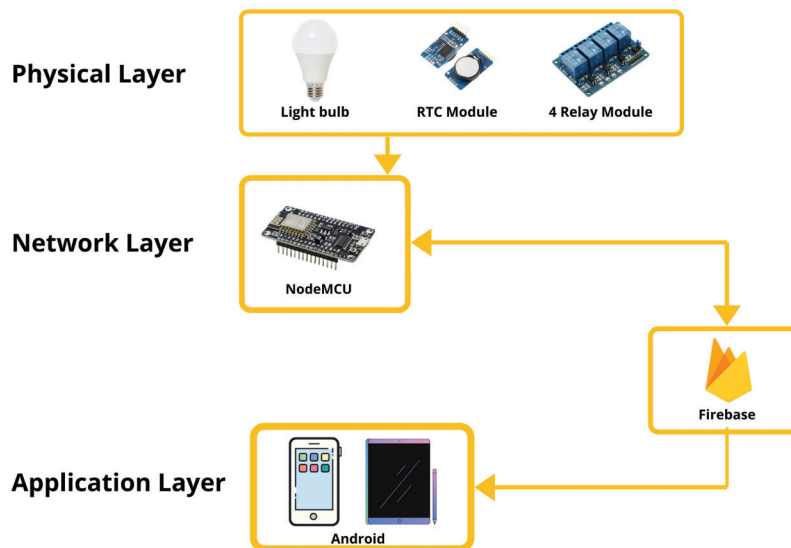 Physical Layer
Light bulb
RTC Module
4 Relay Module
Network Layer
NodeMCU
Firebase
Application Layer
Android